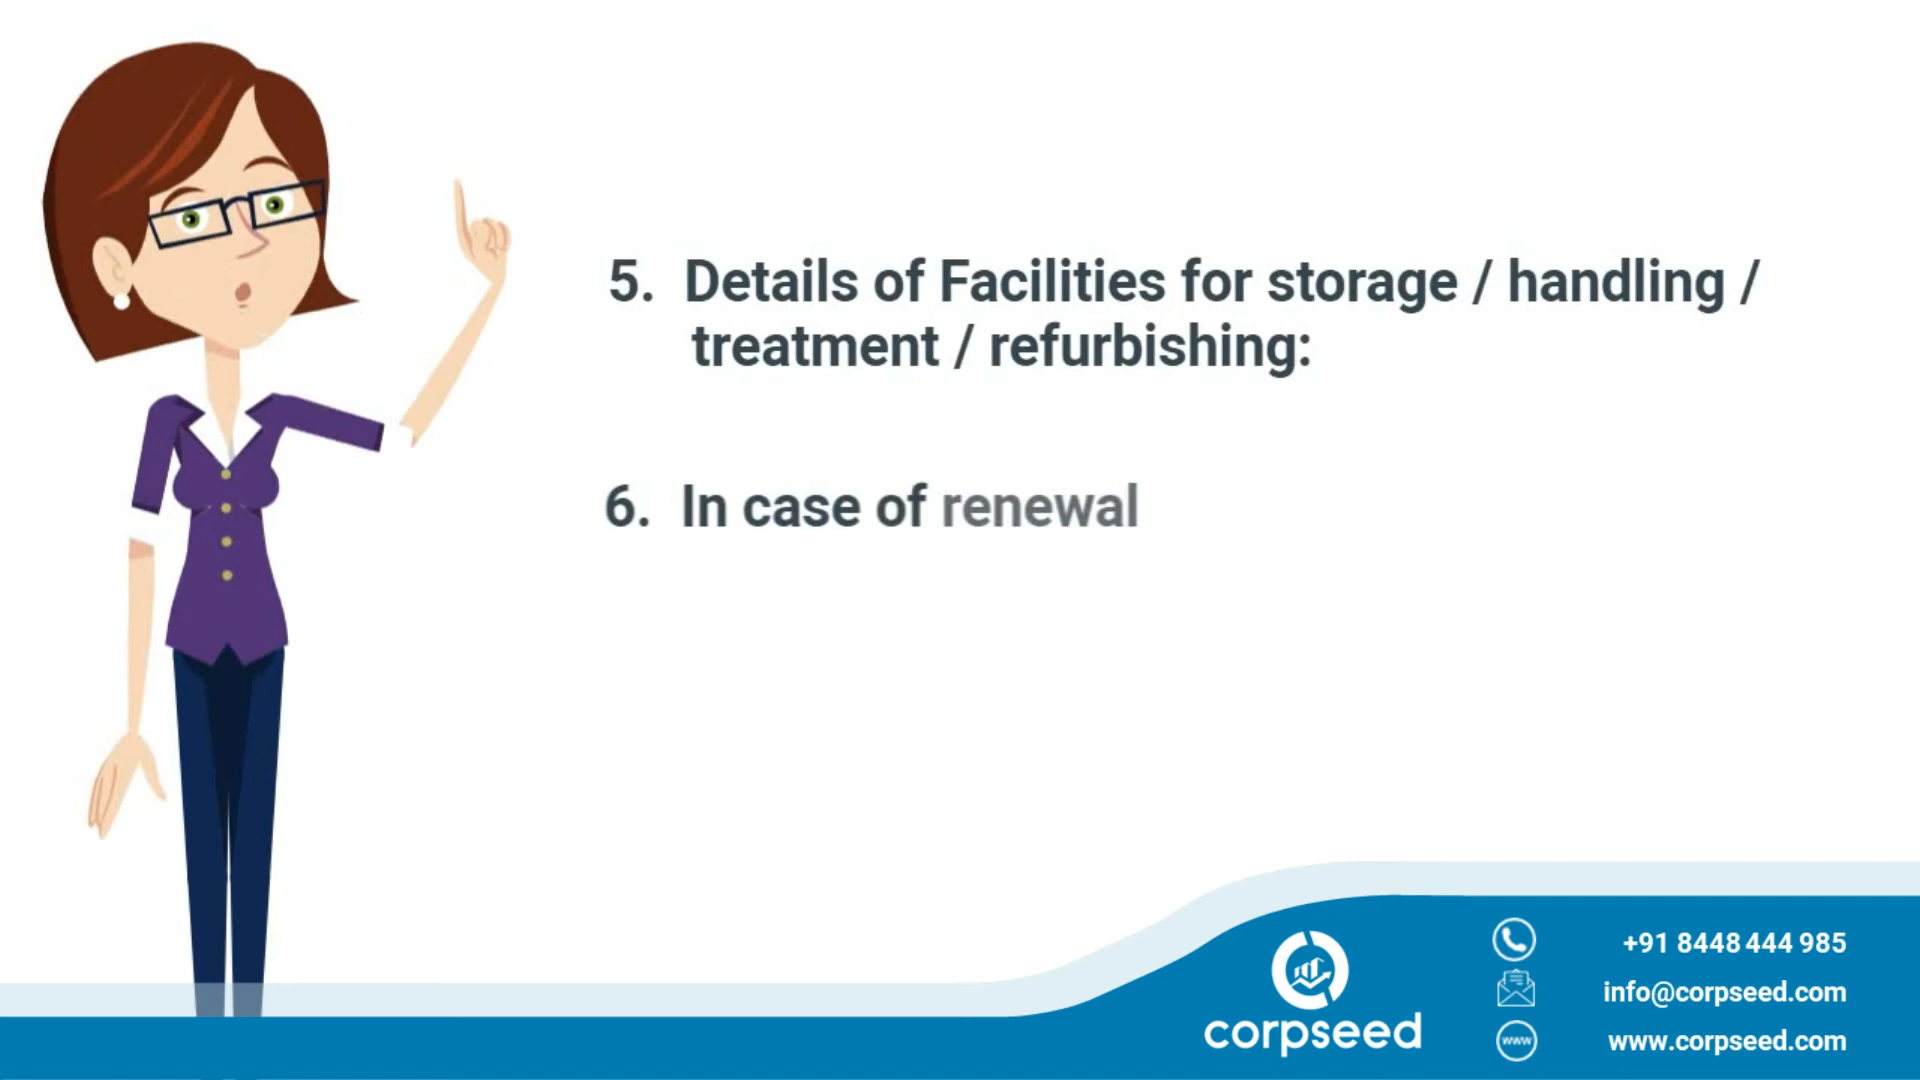 5. Details of Facilities for storage / handling /
treatment / refurbishing:
6. In case of renewal
corpseed
+91 8448 444 985
info@corpseed.com
www
www.corpseed.com